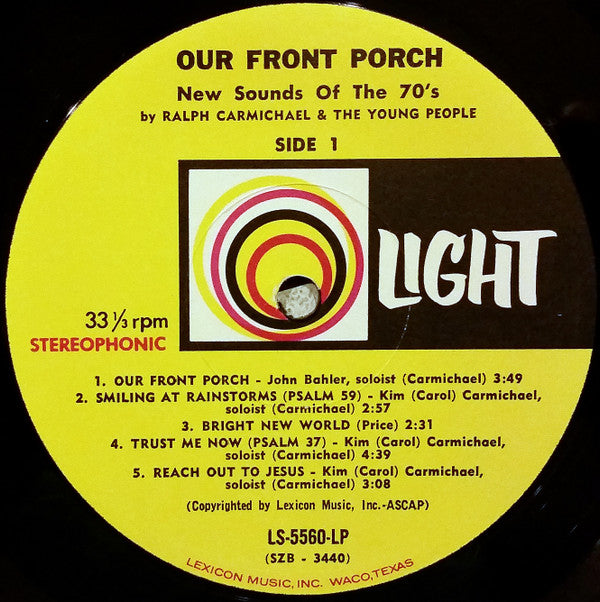 OUR FRONT PORCH
New Sounds Of The 70's
by RALPH CARMICHAEL & THE YOUNG PEOPLE
SIDE 1
LIGHT
33 1/3 rpm
STEREOPHONIC
1. OUR FRONT PORCH - John Bahler, soloist (Carmichael) 3:49
2. SMILING AT RAINSTORMS (PSALM 59) - Kim (Carol) Carmichael,
soloist (Carmichael) 2:57
3. BRIGHT NEW WORLD (Price) 2:31
4. TRUST ME NOW (PSALM 37) - Kim (Carol) Carmichael,
soloist (Carmichael) 4:39
5. REACH OUT TO JESUS - Kim (Carol) Carmichael,
soloist (Carmichael) 3:08
(Copyrighted by Lexicon Music, Inc.-ASCAP)
LS-5560-LP
(SZB - 3440)
LEXICON MUSIC, INC. WACO, TEXAS